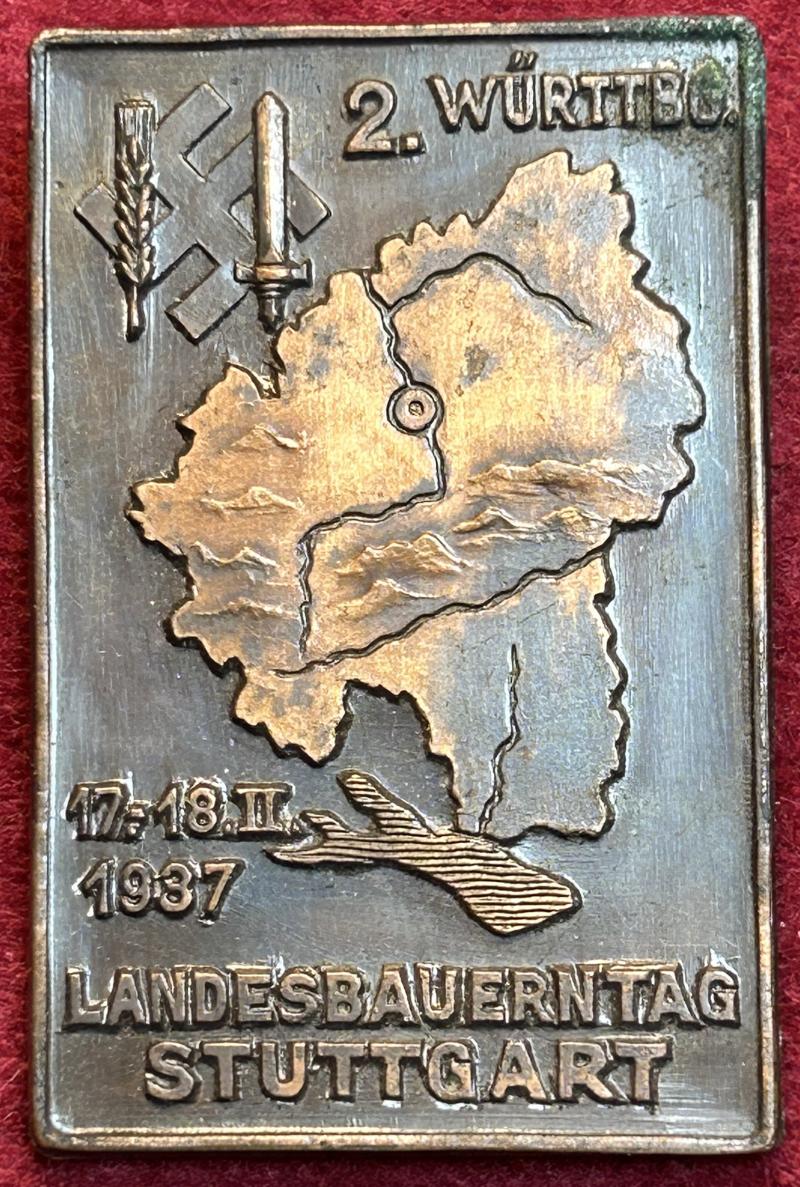 2. WÜRTTBG.
17.-18.II.
1937
LANDESBAUERNTAG
STUTTGART